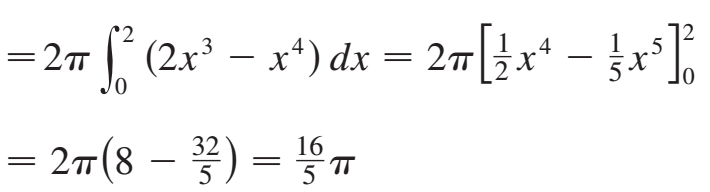 = 2π ∫₀² (2x³ − x⁴) dx = 2π[½x⁴ − ⅕x⁵]₀²
= 2π(8 − 32/5) = 16/5 π